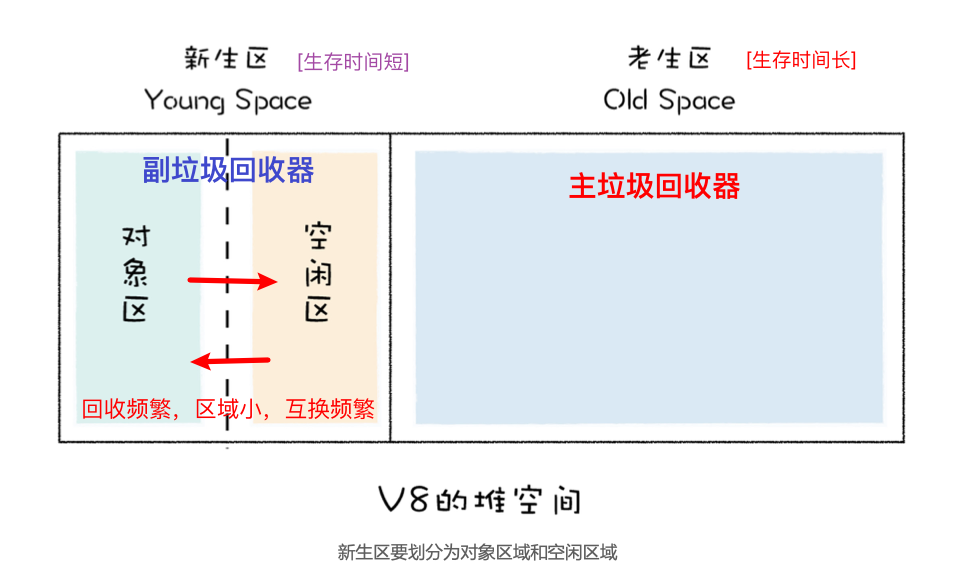 新生区 [生存时间短]
Young Space
老生区 [生存时间长]
Old Space
副垃圾回收器
对象区
空闲区
回收频繁，区域小，互换频繁
主垃圾回收器
V8的堆空间
新生区要划分为对象区域和空闲区域